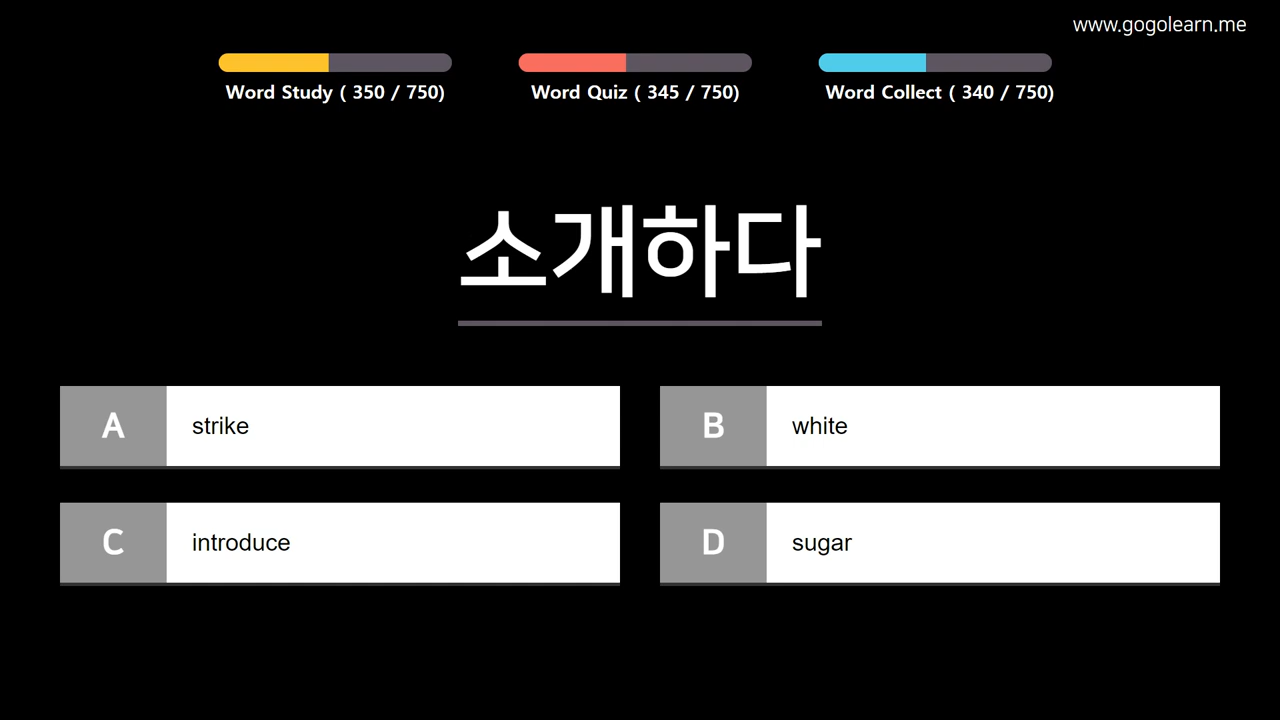 www.gogolearn.me
Word Study ( 350 / 750)
Word Quiz ( 345 / 750)
Word Collect ( 340 / 750)
소개하다
A strike
B white
C introduce
D sugar